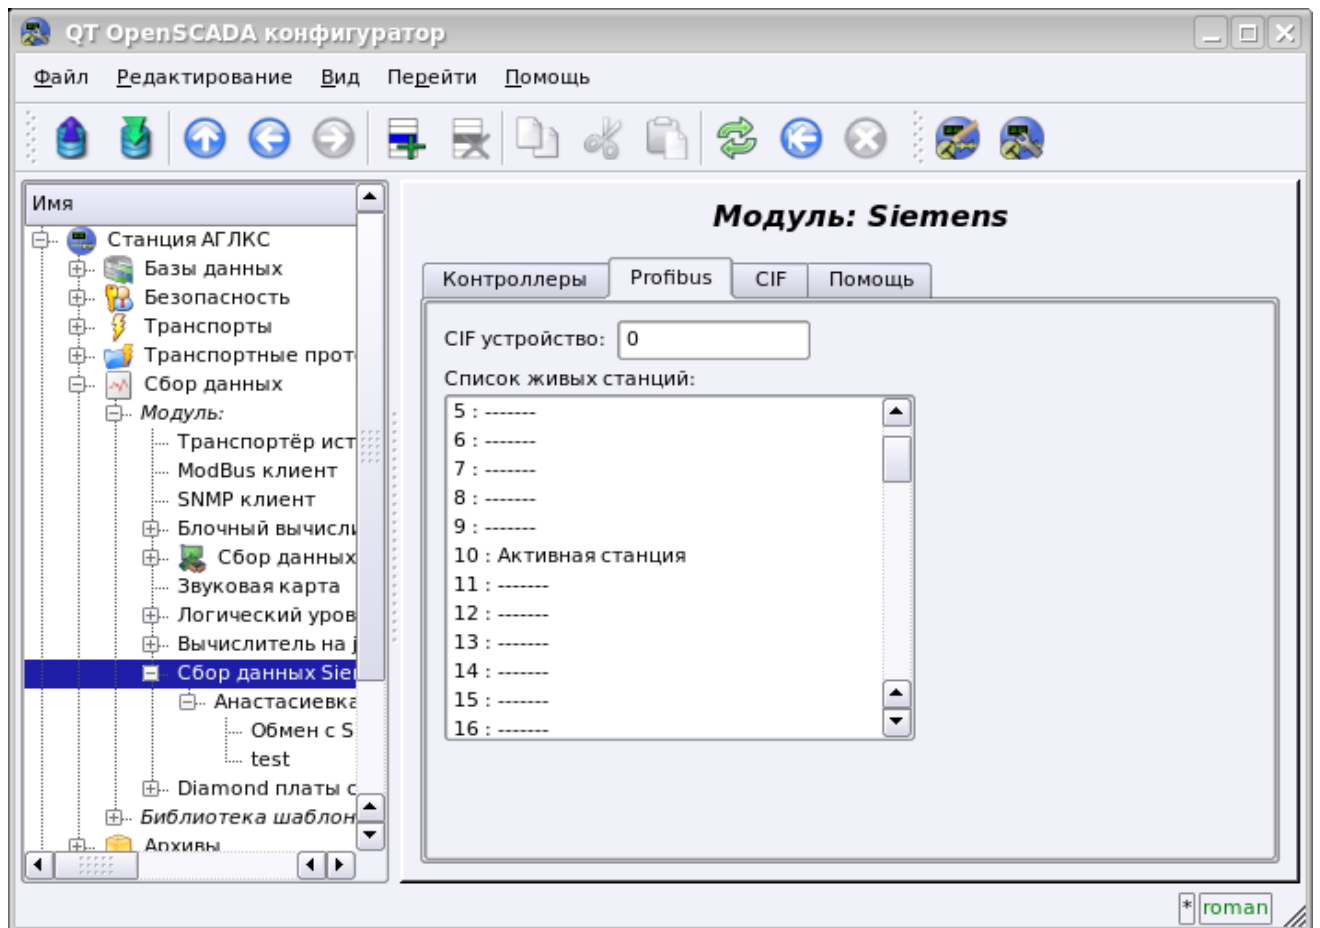 QT OpenSCADA конфигуратор
Файл Редактирование Вид Перейти Помощь
Имя
Станция АГЛКС
Базы данных
Безопасность
Транспорты
Транспортные прот
Сбор данных
Модуль:
Транспортёр ист
ModBus клиент
SNMP клиент
Блочный вычисли
Сбор данных
Звуковая карта
Логический уров
Вычислитель на j
Сбор данных Sie
Анастасиевка
Обмен с S
test
Diamond платы с
Библиотека шаблон
Архивы
Модуль: Siemens
Контроллеры Profibus CIF Помощь
CIF устройство: 0
Список живых станций:
5 : -------
6 : -------
7 : -------
8 : -------
9 : -------
10 : Активная станция
11 : -------
12 : -------
13 : -------
14 : -------
15 : -------
16 : -------
* roman